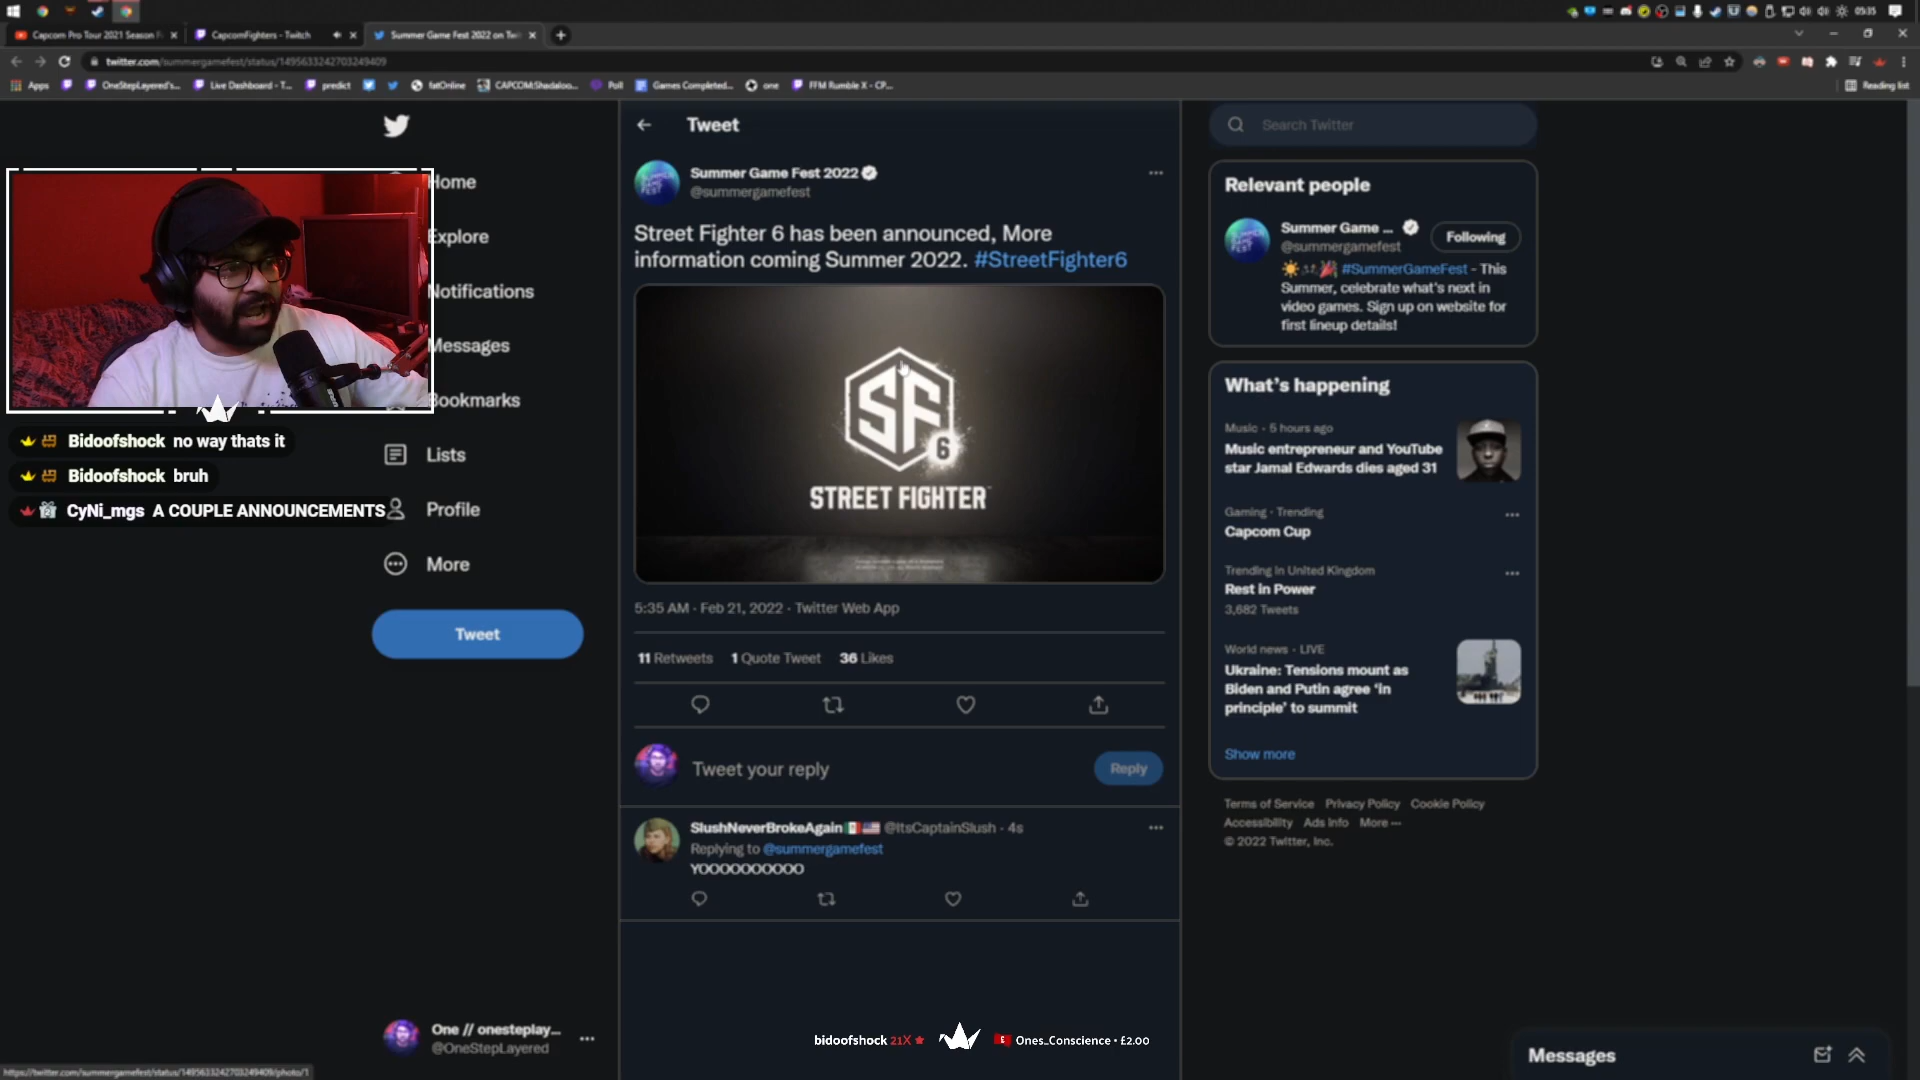 05:35
Capcom Pro Tour 2021 Season F
CapcomFighters - Twitch
Summer Game Fest 2022 on Twi
twitter.com/summergamefest/status/1495633242703249409
Apps
OneStepLayered's...
Live Dashboard - T...
predict
fatOnline
CAPCOM:Shadaloo...
Poll
Games Completed...
one
FFM Rumble X - CP...
Reading list
Home
Explore
Notifications
Messages
Bookmarks
Lists
Profile
More
Tweet
Bidoofshock no way thats it
Bidoofshock bruh
CyNi_mgs A COUPLE ANNOUNCEMENTS
One // onesteplay...
@OneStepLayered
https://twitter.com/summergamefest/status/1495633242703249409/photo/1
Tweet
Summer Game Fest 2022
@summergamefest
Street Fighter 6 has been announced, More
information coming Summer 2022. #StreetFighter6
SF
6
STREET FIGHTER
5:35 AM · Feb 21, 2022 · Twitter Web App
11 Retweets 1 Quote Tweet 36 Likes
Tweet your reply
Reply
SlushNeverBrokeAgain @ItsCaptainSlush · 4s
Replying to @summergamefest
YOOOOOOOOOO
bidoofshock 21X
Ones_Conscience • £2.00
Search Twitter
Relevant people
Summer Game ...
@summergamefest
Following
#SummerGameFest - This
Summer, celebrate what's next in
video games. Sign up on website for
first lineup details!
What's happening
Music · 5 hours ago
Music entrepreneur and YouTube
star Jamal Edwards dies aged 31
Gaming · Trending
Capcom Cup
Trending in United Kingdom
Rest in Power
3,682 Tweets
World news · LIVE
Ukraine: Tensions mount as
Biden and Putin agree 'in
principle' to summit
Show more
Terms of Service Privacy Policy Cookie Policy
Accessibility Ads info More ···
© 2022 Twitter, Inc.
Messages